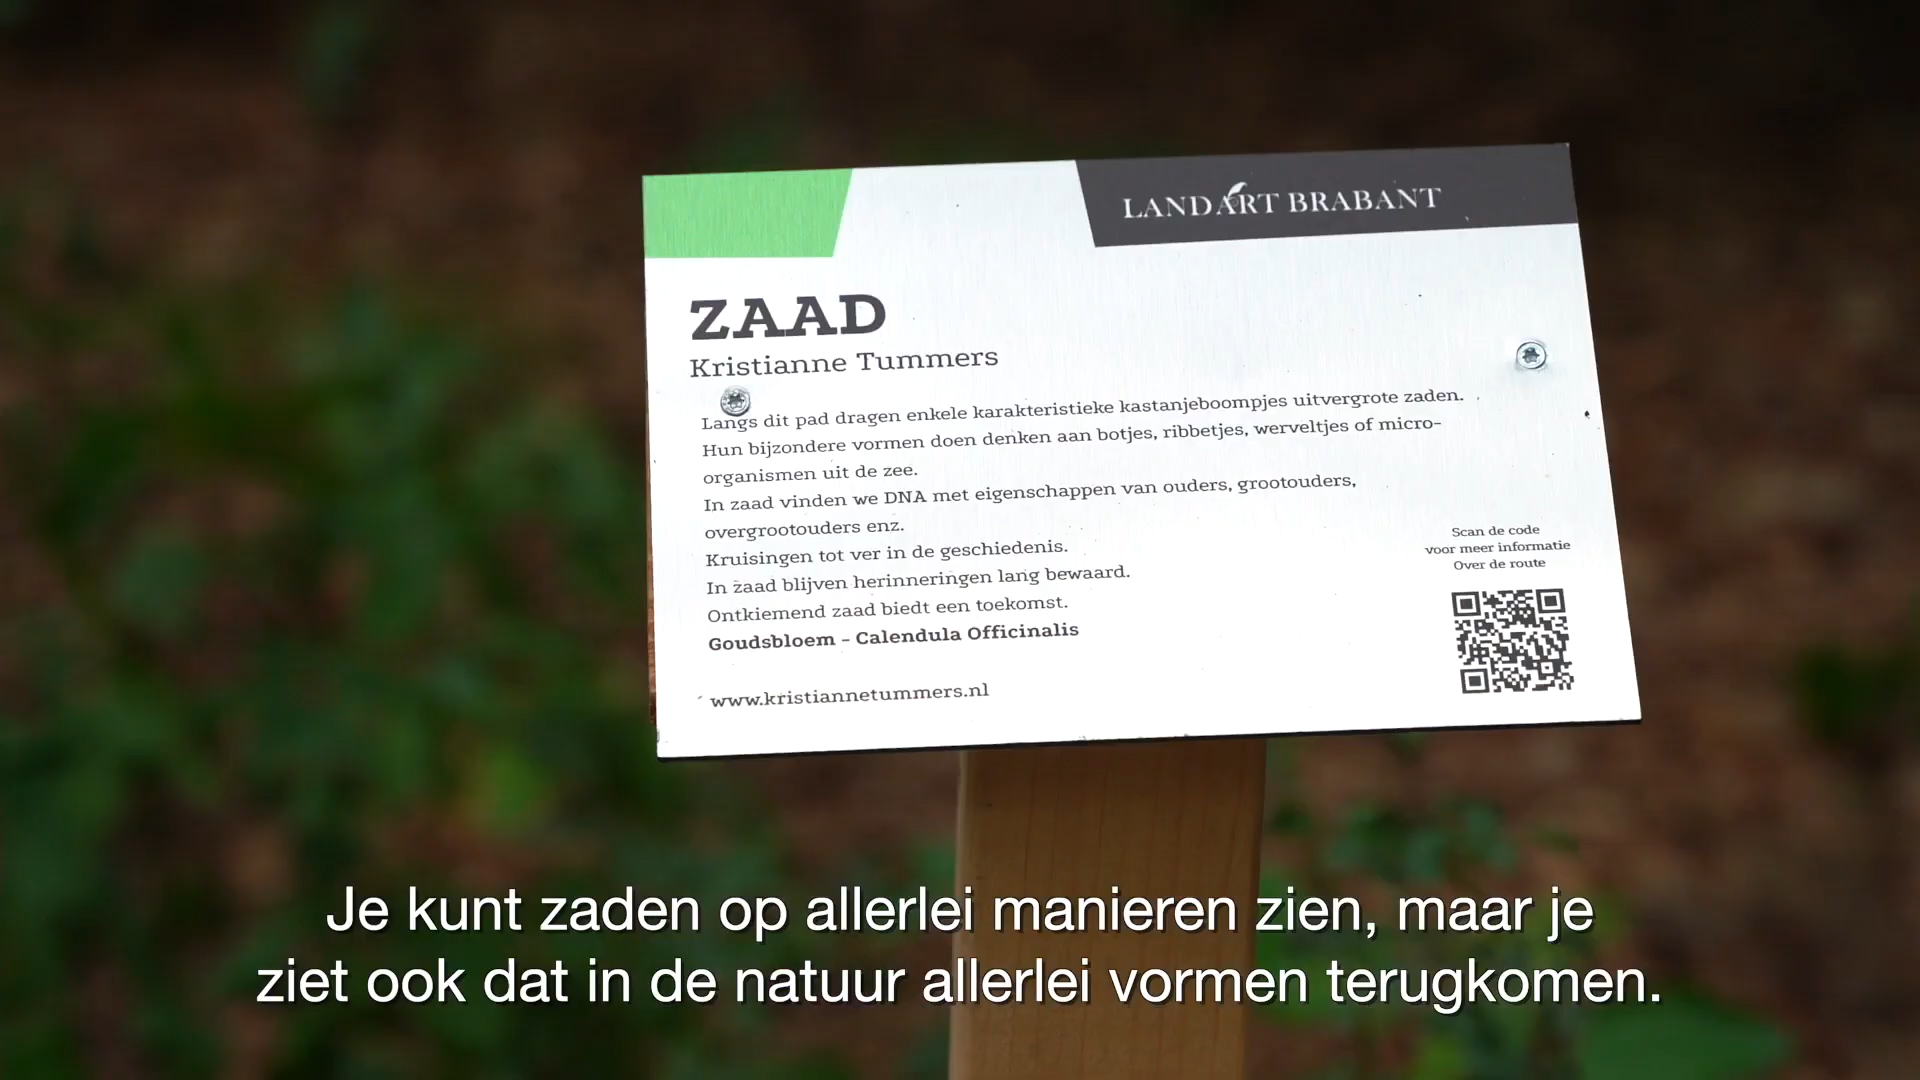 LANDART BRABANT
ZAAD
Kristianne Tummers
Langs dit pad dragen enkele karakteristieke kastanjeboompjes uitvergrote zaden.
Hun bijzondere vormen doen denken aan botjes, ribbetjes, werveltjes of micro-
organismen uit de zee.
In zaad vinden we DNA met eigenschappen van ouders, grootouders,
overgrootouders enz.
Kruisingen tot ver in de geschiedenis.
In zaad blijven herinneringen lang bewaard.
Ontkiemend zaad biedt een toekomst.
Goudsbloem - Calendula Officinalis
www.kristiannetummers.nl
Scan de code
voor meer informatie
Over de route
Je kunt zaden op allerlei manieren zien, maar je
ziet ook dat in de natuur allerlei vormen terugkomen.